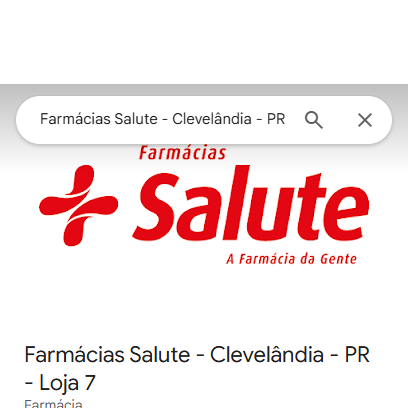 Farmácias Salute - Clevelândia - PR
Farmácias
Salute
A Farmácia da Gente
Farmácias Salute - Clevelândia - PR
- Loja 7
Farmácia